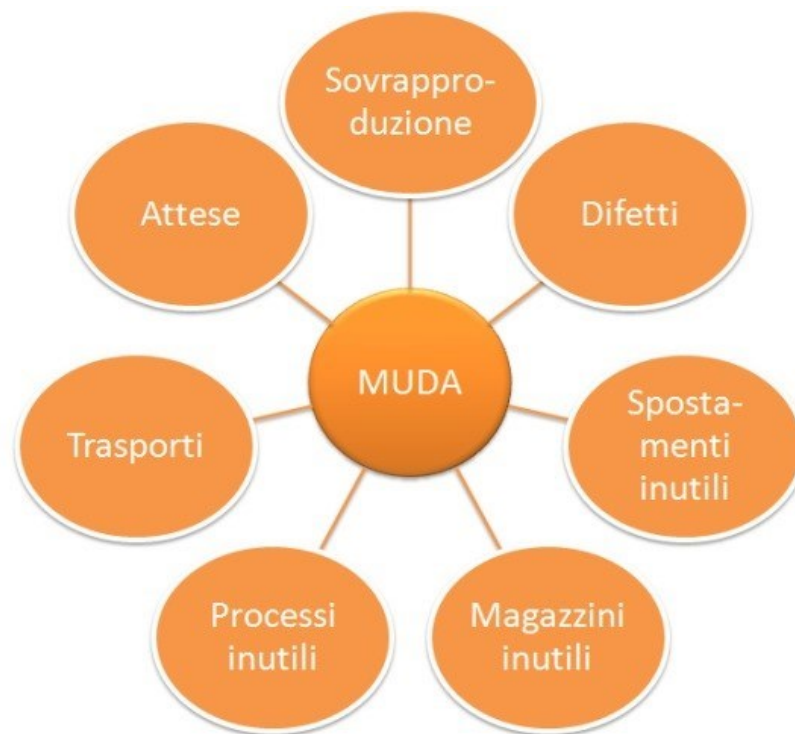 Sovrappro-
duzione
Attese
Difetti
MUDA
Trasporti
Sposta-
menti
inutili
Processi
inutili
Magazzini
inutili